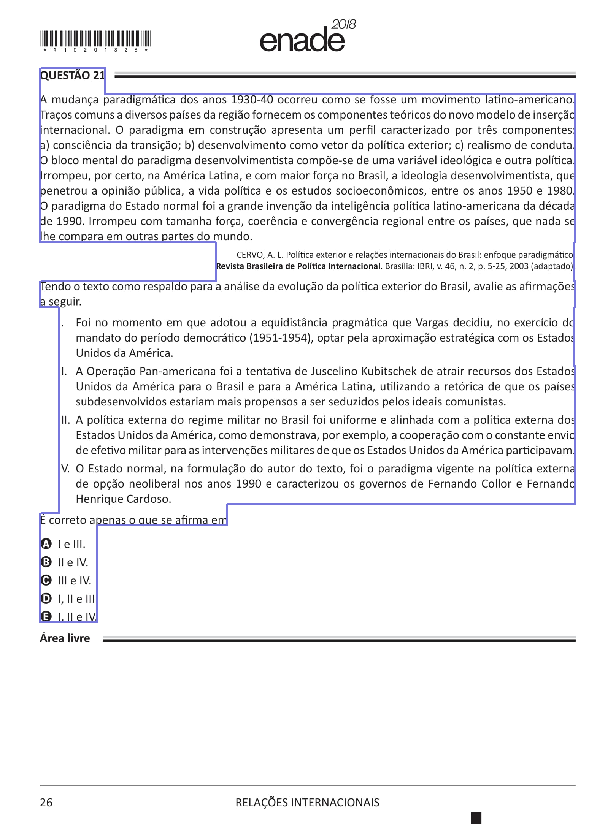 *R1020182 8*
enade 2018
QUESTÃO 21
A mudança paradigmática dos anos 1930-40 ocorreu como se fosse um movimento latino-americano.
Traços comuns a diversos países da região fornecem os componentes teóricos do novo modelo de inserção
internacional. O paradigma em construção apresenta um perfil caracterizado por três componentes:
a) consciência da transição; b) desenvolvimento como vetor da política exterior; c) realismo de conduta.
O bloco mental do paradigma desenvolvimentista compõe-se de uma variável ideológica e outra política.
Irrompeu, por certo, na América Latina, e com maior força no Brasil, a ideologia desenvolvimentista, que
penetrou a opinião pública, a vida política e os estudos socioeconômicos, entre os anos 1950 e 1980.
O paradigma do Estado normal foi a grande invenção da inteligência política latino-americana da década
de 1990. Irrompeu com tamanha força, coerência e convergência regional entre os países, que nada se
lhe compara em outras partes do mundo.
CERVO, A. L. Política exterior e relações internacionais do Brasil: enfoque paradigmático
Revista Brasileira de Política Internacional. Brasília: IBRI, v. 46, n. 2, p. 5-25, 2003 (adaptado)
Tendo o texto como respaldo para a análise da evolução da política exterior do Brasil, avalie as afirmações
a seguir.
. Foi no momento em que adotou a equidistância pragmática que Vargas decidiu, no exercício do
mandato do período democrático (1951-1954), optar pela aproximação estratégica com os Estados
Unidos da América.
I. A Operação Pan-americana foi a tentativa de Juscelino Kubitschek de atrair recursos dos Estados
Unidos da América para o Brasil e para a América Latina, utilizando a retórica de que os países
subdesenvolvidos estariam mais propensos a ser seduzidos pelos ideais comunistas.
II. A política externa do regime militar no Brasil foi uniforme e alinhada com a política externa dos
Estados Unidos da América, como demonstrava, por exemplo, a cooperação com o constante envio
de efetivo militar para as intervenções militares de que os Estados Unidos da América participavam.
V. O Estado normal, na formulação do autor do texto, foi o paradigma vigente na política externa
de opção neoliberal nos anos 1990 e caracterizou os governos de Fernando Collor e Fernando
Henrique Cardoso.
É correto apenas o que se afirma em
A I e III.
B II e IV.
C III e IV.
D I, II e III
E I, II e IV.
Área livre
26 RELAÇÕES INTERNACIONAIS